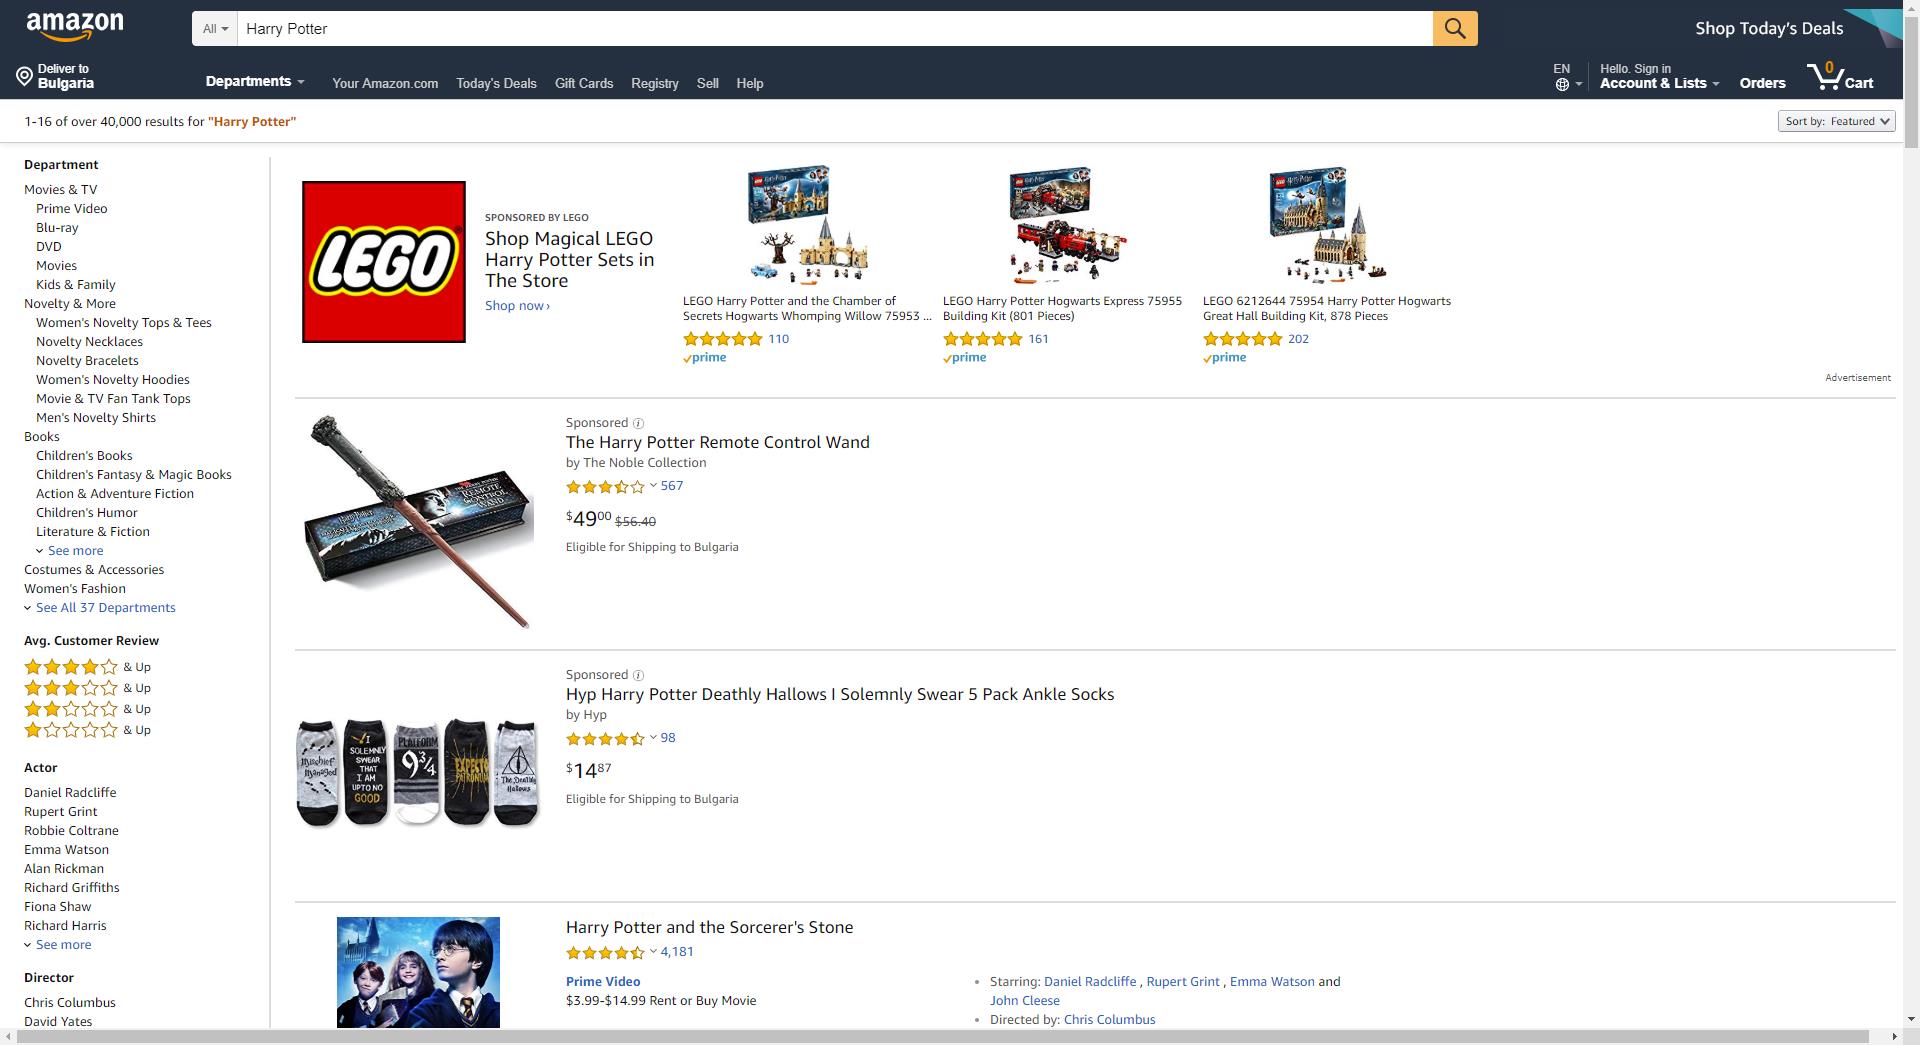 amazon
All
Harry Potter
Shop Today's Deals
Deliver to
Bulgaria
Departments
Your Amazon.com
Today's Deals
Gift Cards
Registry
Sell
Help
EN
Hello. Sign in
Account & Lists
Orders
0
Cart
1-16 of over 40,000 results for "Harry Potter"
Sort by: Featured
Department
Movies & TV
Prime Video
Blu-ray
DVD
Movies
Kids & Family
Novelty & More
Women's Novelty Tops & Tees
Novelty Necklaces
Novelty Bracelets
Women's Novelty Hoodies
Movie & TV Fan Tank Tops
Men's Novelty Shirts
Books
Children's Books
Children's Fantasy & Magic Books
Action & Adventure Fiction
Children's Humor
Literature & Fiction
See more
Costumes & Accessories
Women's Fashion
See All 37 Departments
Avg. Customer Review
& Up
& Up
& Up
& Up
Actor
Daniel Radcliffe
Rupert Grint
Robbie Coltrane
Emma Watson
Alan Rickman
Richard Griffiths
Fiona Shaw
Richard Harris
See more
Director
Chris Columbus
David Yates
LEGO
SPONSORED BY LEGO
Shop Magical LEGO
Harry Potter Sets in
The Store
Shop now ›
LEGO Harry Potter and the Chamber of
Secrets Hogwarts Whomping Willow 75953 ...
110
prime
LEGO Harry Potter Hogwarts Express 75955
Building Kit (801 Pieces)
161
prime
LEGO 6212644 75954 Harry Potter Hogwarts
Great Hall Building Kit, 878 Pieces
202
prime
Advertisement
Harry Potter
REMOTE
CONTROL
WAND
Sponsored
The Harry Potter Remote Control Wand
by The Noble Collection
567
$49.00 $56.40
Eligible for Shipping to Bulgaria
Mischief
Managed
I
SOLEMNLY
SWEAR
THAT
I AM
UP TO NO
GOOD
PLATFORM
9 3/4
EXPECTO
PATRONUM
The Deathly
Hallows
Sponsored
Hyp Harry Potter Deathly Hallows I Solemnly Swear 5 Pack Ankle Socks
by Hyp
98
$14.87
Eligible for Shipping to Bulgaria
Harry Potter and the Sorcerer's Stone
4,181
Prime Video
$3.99-$14.99 Rent or Buy Movie
Starring: Daniel Radcliffe , Rupert Grint , Emma Watson and
John Cleese
Directed by: Chris Columbus